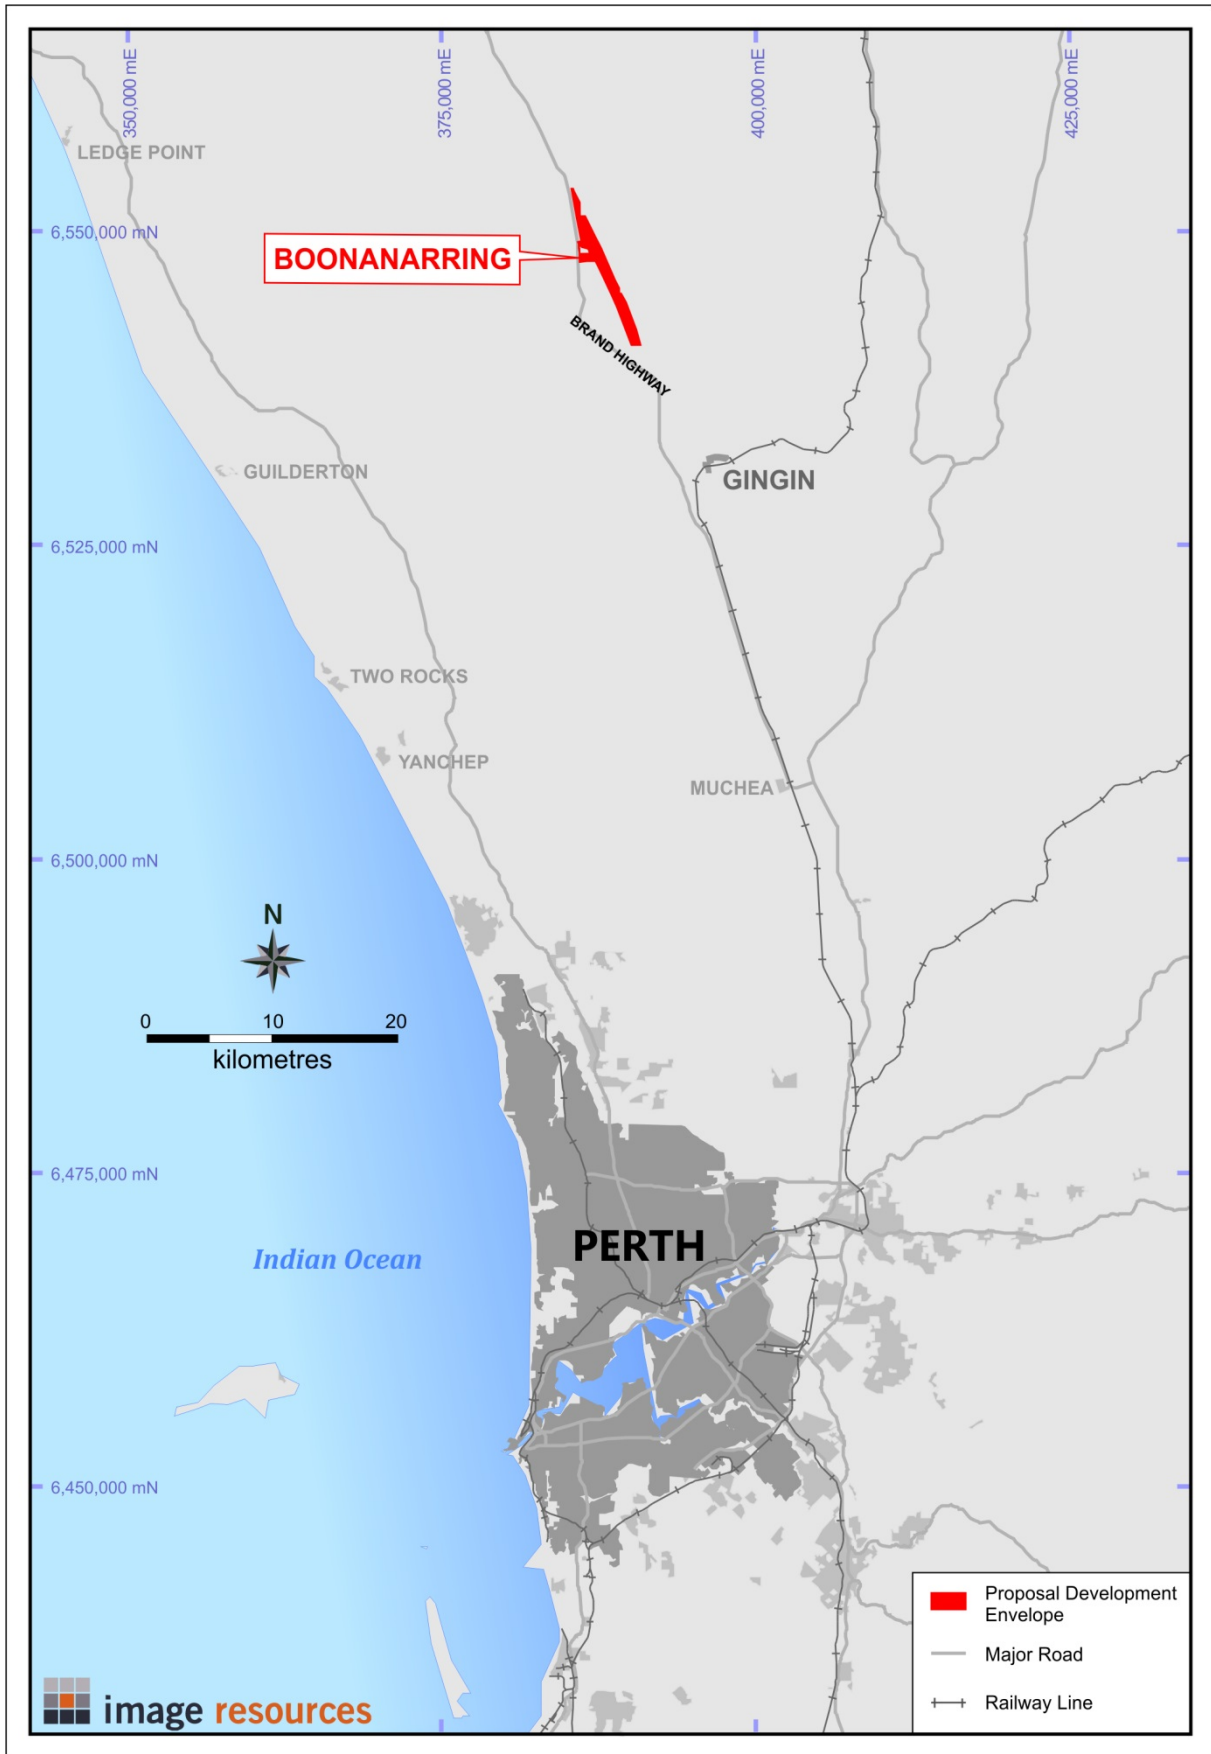 350,000 mE
375,000 mE
400,000 mE
425,000 mE
LEDGE POINT
6,550,000 mN
BOONANARRING
BRAND HIGHWAY
GUILDERTON
GINGIN
6,525,000 mN
TWO ROCKS
YANCHEP
MUCHEA
6,500,000 mN
N
0 10 20
kilometres
6,475,000 mN
PERTH
Indian Ocean
6,450,000 mN
Proposal Development
Envelope
Major Road
Railway Line
image resources